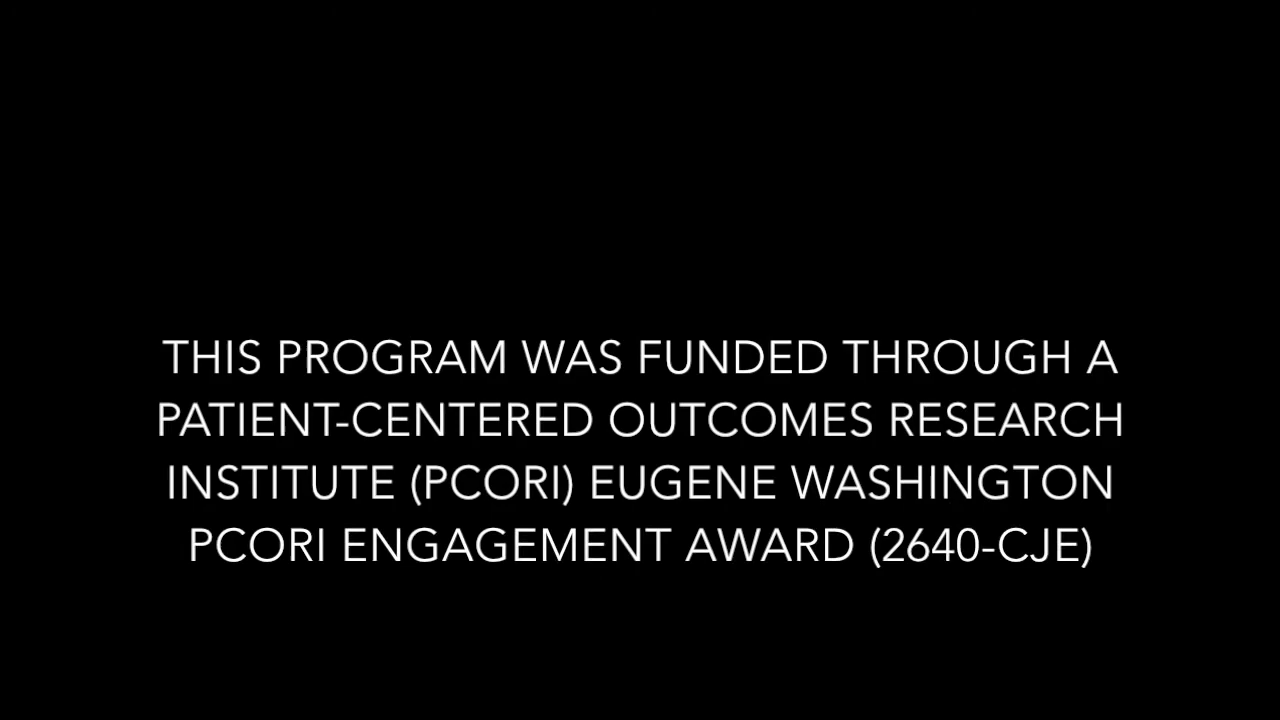 THIS PROGRAM WAS FUNDED THROUGH A
PATIENT-CENTERED OUTCOMES RESEARCH
INSTITUTE (PCORI) EUGENE WASHINGTON
PCORI ENGAGEMENT AWARD (2640-CJE)